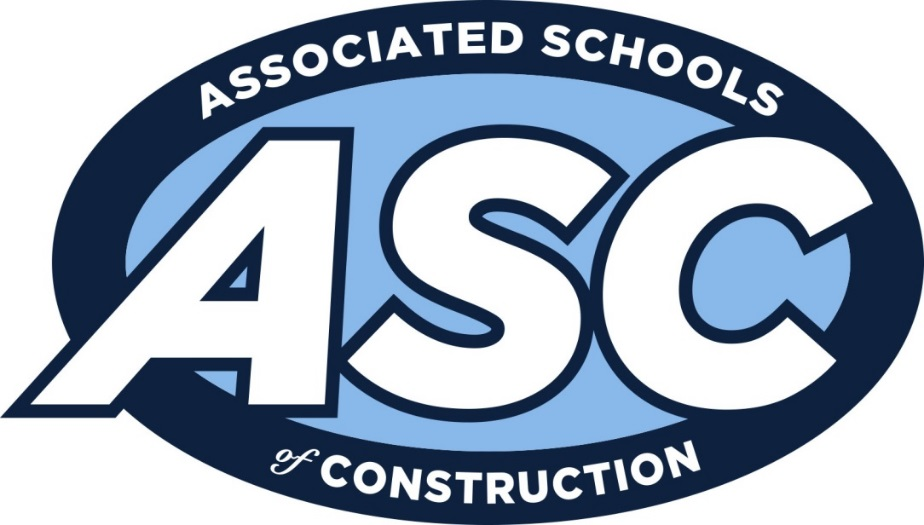 ASSOCIATED SCHOOLS
ASC
of CONSTRUCTION